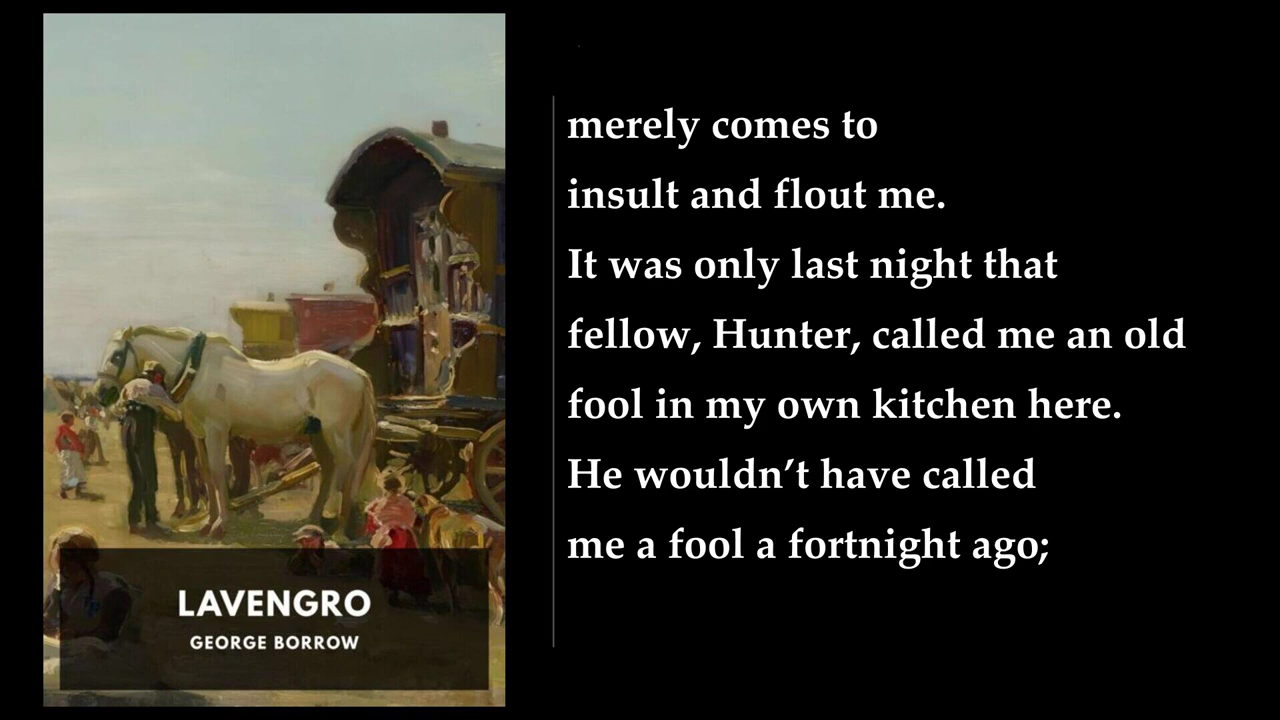 LAVENGRO
GEORGE BORROW
merely comes to
insult and flout me.
It was only last night that
fellow, Hunter, called me an old
fool in my own kitchen here.
He wouldn’t have called
me a fool a fortnight ago;